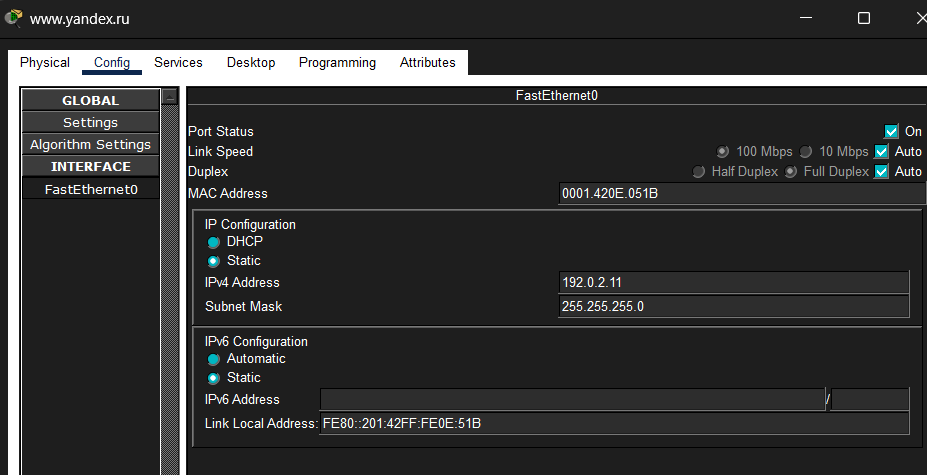 www.yandex.ru
Physical Config Services Desktop Programming Attributes
GLOBAL
Settings
Algorithm Settings
INTERFACE
FastEthernet0
FastEthernet0
Port Status On
Link Speed 100 Mbps 10 Mbps Auto
Duplex Half Duplex Full Duplex Auto
MAC Address 0001.420E.051B
IP Configuration
DHCP
Static
IPv4 Address 192.0.2.11
Subnet Mask 255.255.255.0
IPv6 Configuration
Automatic
Static
IPv6 Address /
Link Local Address: FE80::201:42FF:FE0E:51B